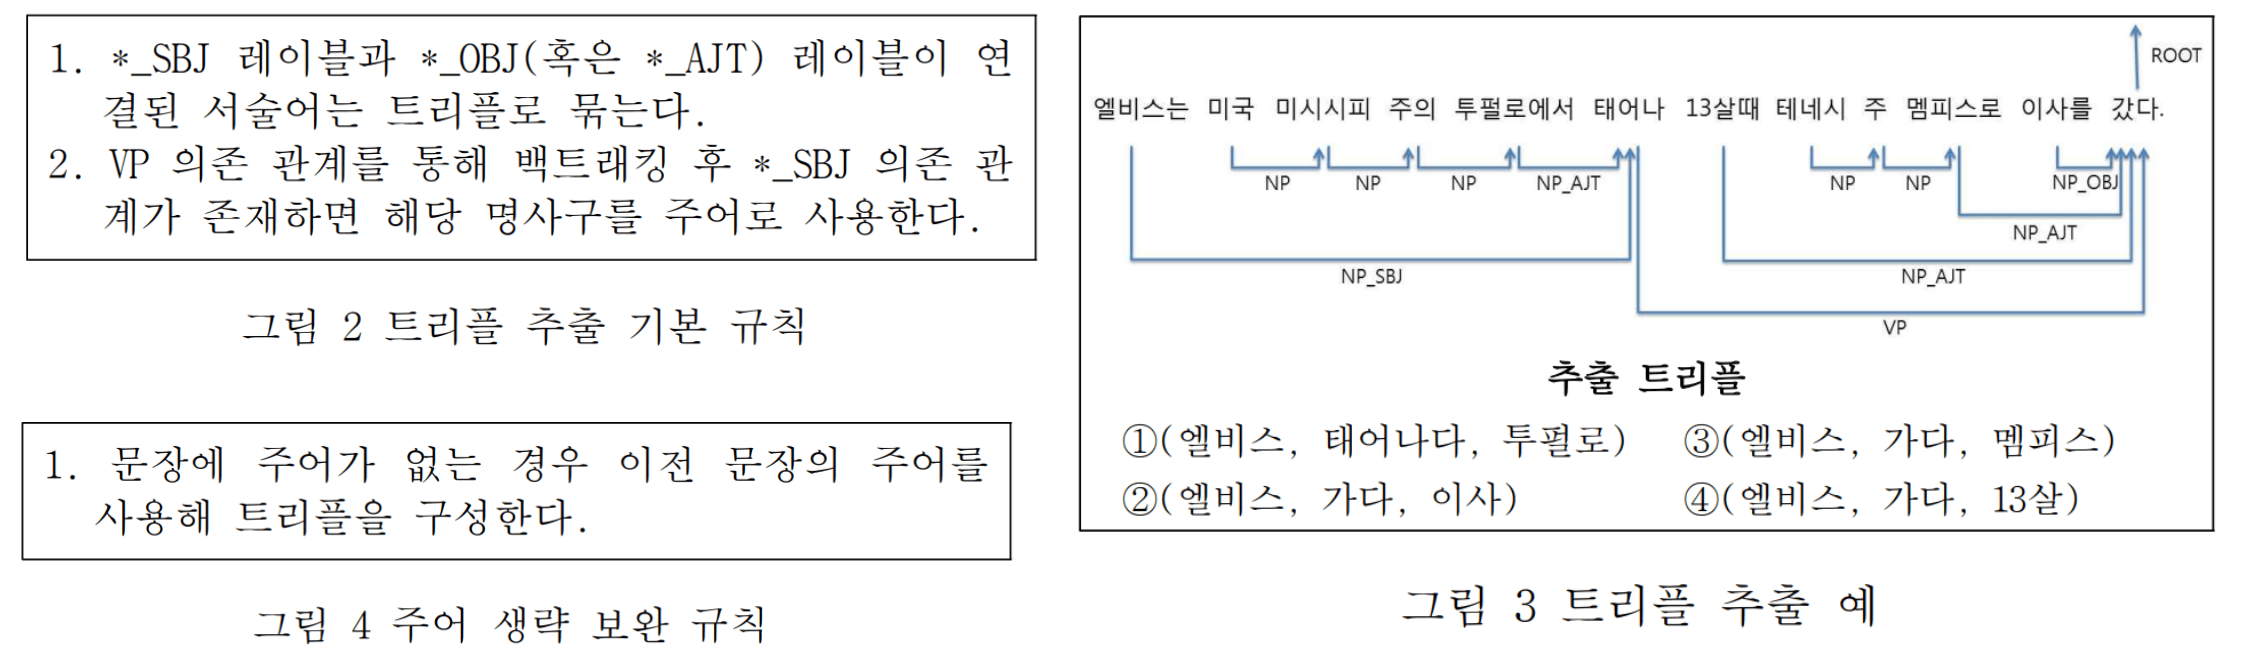 1. *_SBJ 레이블과 *_OBJ(혹은 *_AJT) 레이블이 연
결된 서술어는 트리플로 묶는다.
2. VP 의존 관계를 통해 백트래킹 후 *_SBJ 의존 관
계가 존재하면 해당 명사구를 주어로 사용한다.
그림 2 트리플 추출 기본 규칙
1. 문장에 주어가 없는 경우 이전 문장의 주어를
사용해 트리플을 구성한다.
그림 4 주어 생략 보완 규칙
ROOT
엘비스는 미국 미시시피 주의 투펄로에서 태어나 13살때 테네시 주 멤피스로 이사를 갔다.
NP NP NP NP_AJT NP NP NP_OBJ
NP_AJT
NP_SBJ NP_AJT
VP
추출 트리플
①(엘비스, 태어나다, 투펄로) ③(엘비스, 가다, 멤피스)
②(엘비스, 가다, 이사) ④(엘비스, 가다, 13살)
그림 3 트리플 추출 예